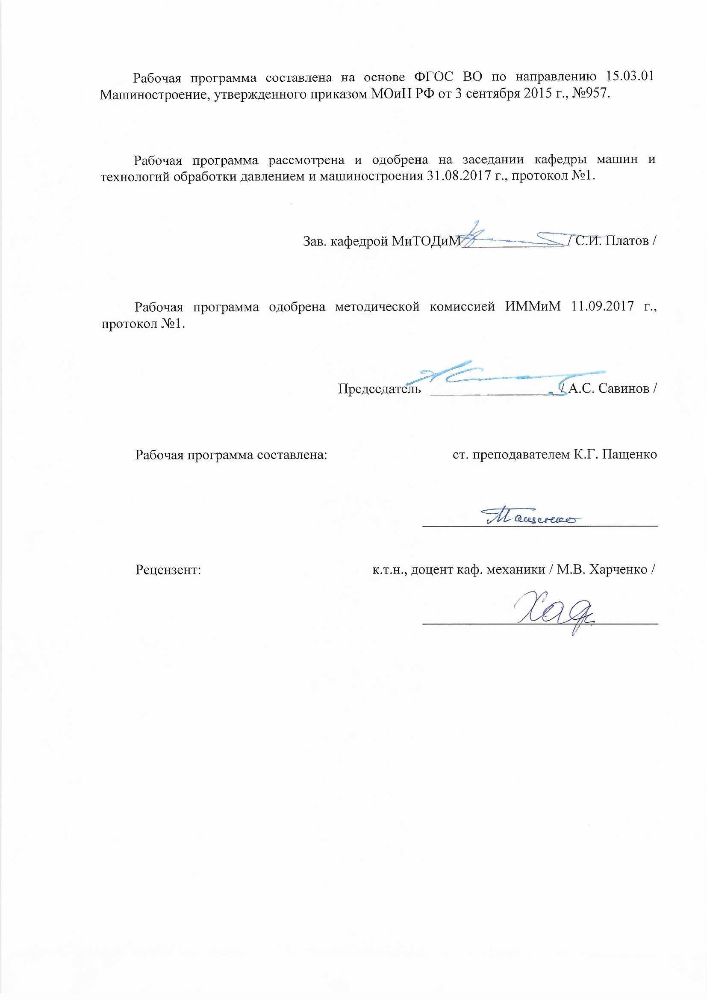 Рабочая программа составлена на основе ФГОС ВО по направлению 15.03.01
Машиностроение, утвержденного приказом МОиН РФ от 3 сентября 2015 г., №957.
Рабочая программа рассмотрена и одобрена на заседании кафедры машин и
технологий обработки давлением и машиностроения 31.08.2017 г., протокол №1.
Зав. кафедрой МиТОДиМ / С.И. Платов /
Рабочая программа одобрена методической комиссией ИММиМ 11.09.2017 г.,
протокол №1.
Председатель / А.С. Савинов /
Рабочая программа составлена: ст. преподавателем К.Г. Пащенко
Пащенко
Рецензент: к.т.н., доцент каф. механики / М.В. Харченко /
Хар